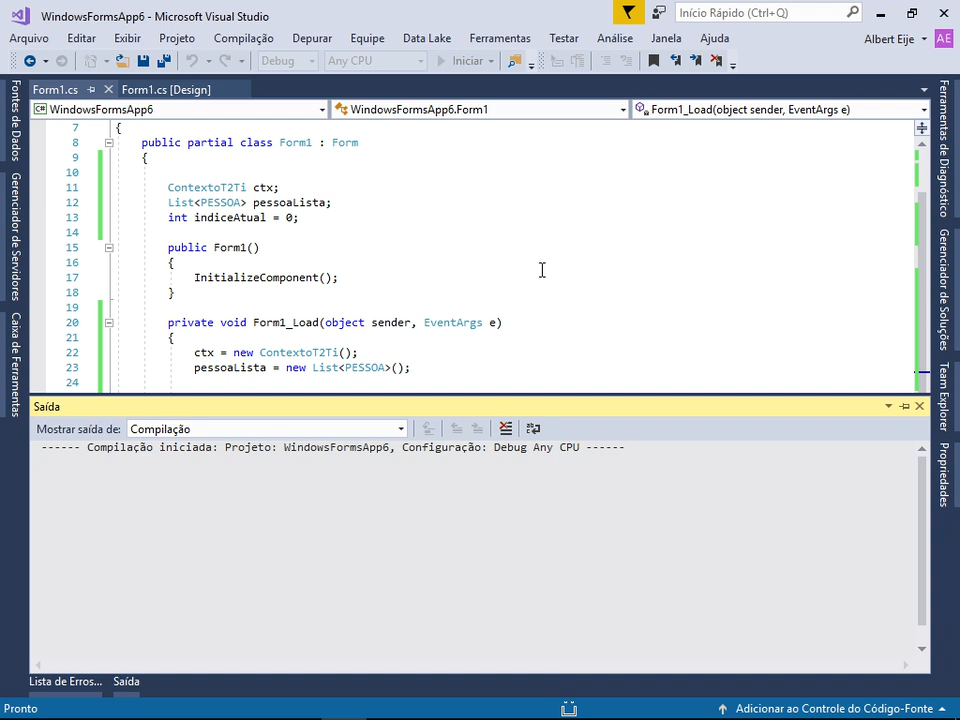 WindowsFormsApp6 - Microsoft Visual Studio
Início Rápido (Ctrl+Q)
Arquivo Editar Exibir Projeto Compilação Depurar Equipe Data Lake Ferramentas Testar Análise Janela Ajuda Albert Eije AE
Debug Any CPU Iniciar
Form1.cs Form1.cs [Design]
C# WindowsFormsApp6 WindowsFormsApp6.Form1 Form1_Load(object sender, EventArgs e)
7 {
8 public partial class Form1 : Form
9 {
10
11 ContextoT2Ti ctx;
12 List<PESSOA> pessoaLista;
13 int indiceAtual = 0;
14
15 public Form1()
16 {
17 InitializeComponent();
18 }
19
20 private void Form1_Load(object sender, EventArgs e)
21 {
22 ctx = new ContextoT2Ti();
23 pessoaLista = new List<PESSOA>();
24
Fontes de Dados
Gerenciador de Servidores
Caixa de Ferramentas
Ferramentas de Diagnóstico
Gerenciador de Soluções
Team Explorer
Propriedades
Saída
Mostrar saída de: Compilação
------ Compilação iniciada: Projeto: WindowsFormsApp6, Configuração: Debug Any CPU ------
Lista de Erros... Saída
Pronto
Adicionar ao Controle do Código-Fonte